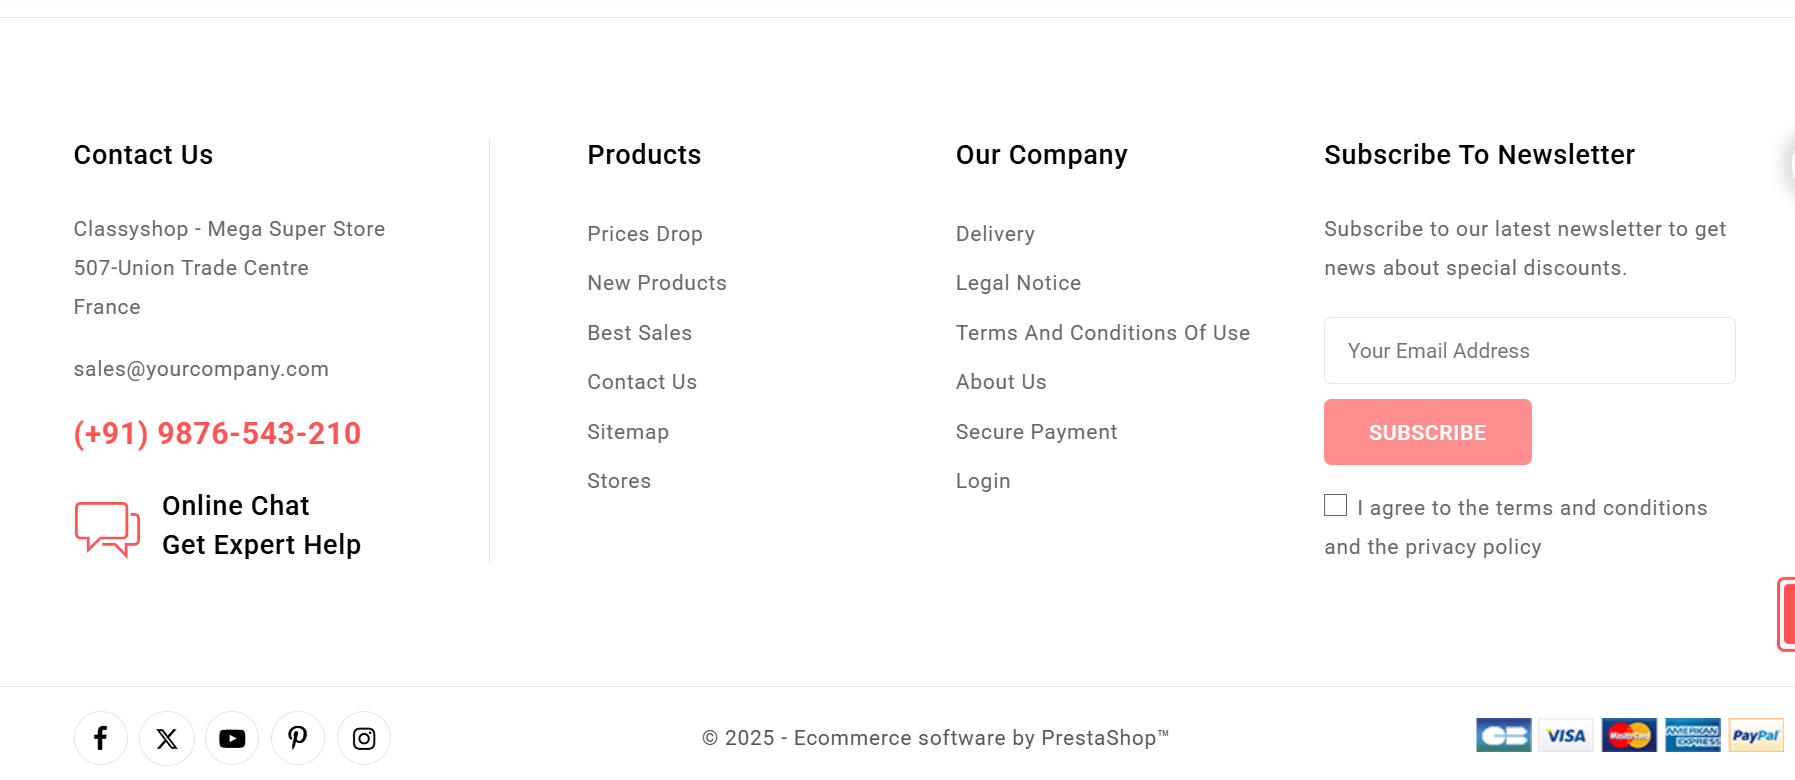 Contact Us
Classyshop - Mega Super Store
507-Union Trade Centre
France
sales@yourcompany.com
(+91) 9876-543-210
Online Chat
Get Expert Help
Products
Prices Drop
New Products
Best Sales
Contact Us
Sitemap
Stores
Our Company
Delivery
Legal Notice
Terms And Conditions Of Use
About Us
Secure Payment
Login
Subscribe To Newsletter
Subscribe to our latest newsletter to get
news about special discounts.
Your Email Address
SUBSCRIBE
I agree to the terms and conditions
and the privacy policy
© 2025 - Ecommerce software by PrestaShop™
CB
VISA
MasterCard
AMERICAN
EXPRESS
PayPal